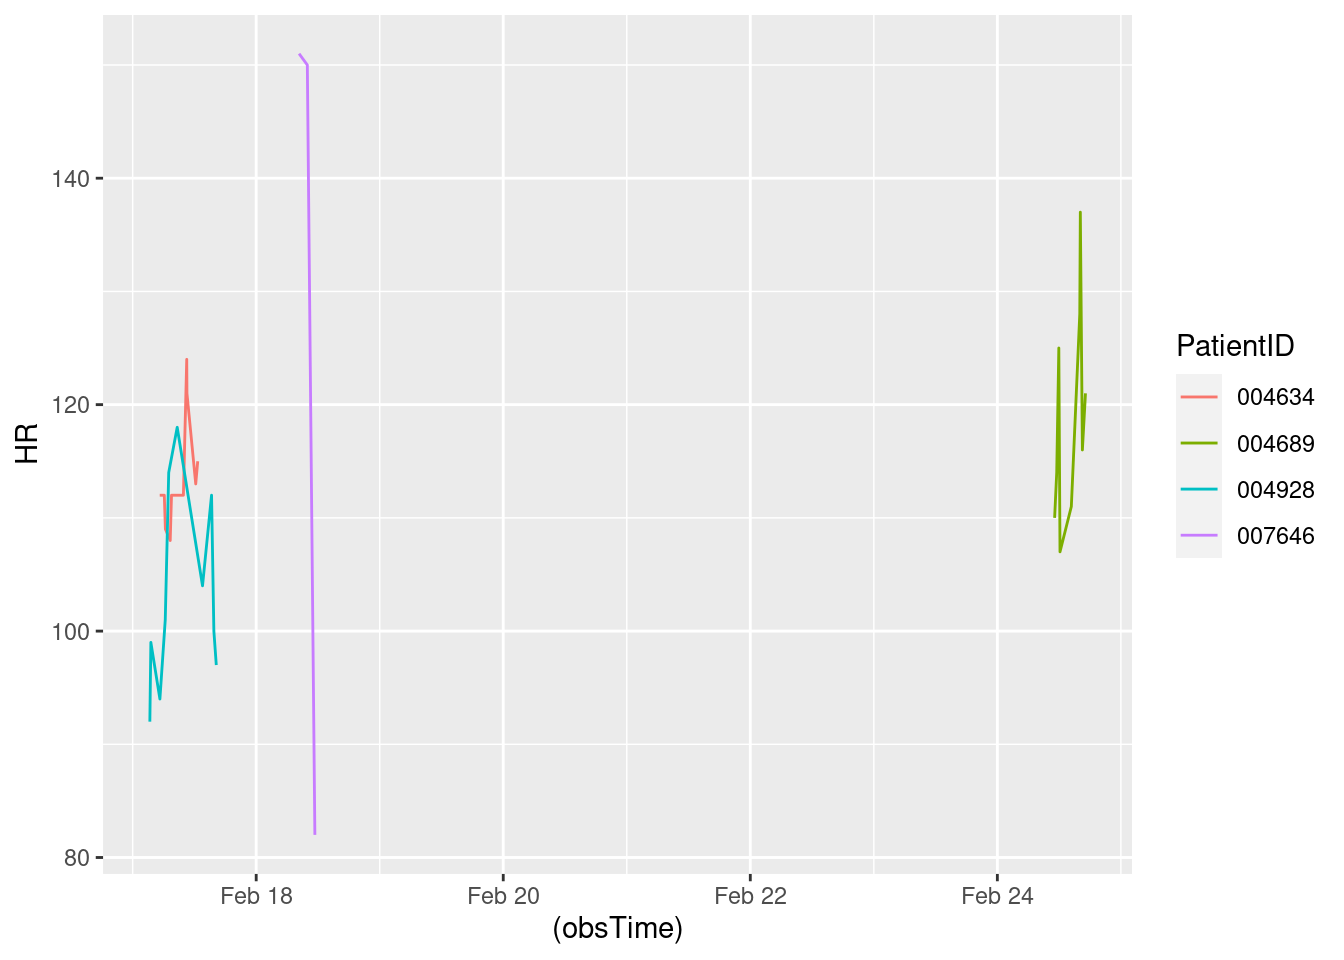 HR
140
120
100
80
Feb 18
Feb 20
Feb 22
Feb 24
(obsTime)
PatientID
004634
004689
004928
007646